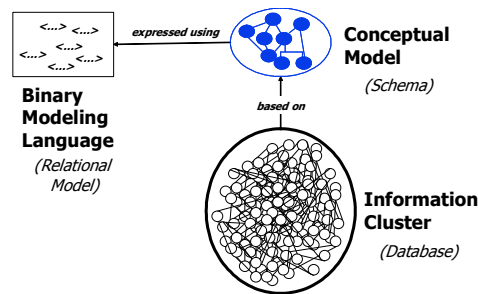 <...>
<...>
<...>
<...>
<...>
<...>
expressed using
Conceptual
Model
(Schema)
Binary
Modeling
Language
(Relational
Model)
based on
Information
Cluster
(Database)